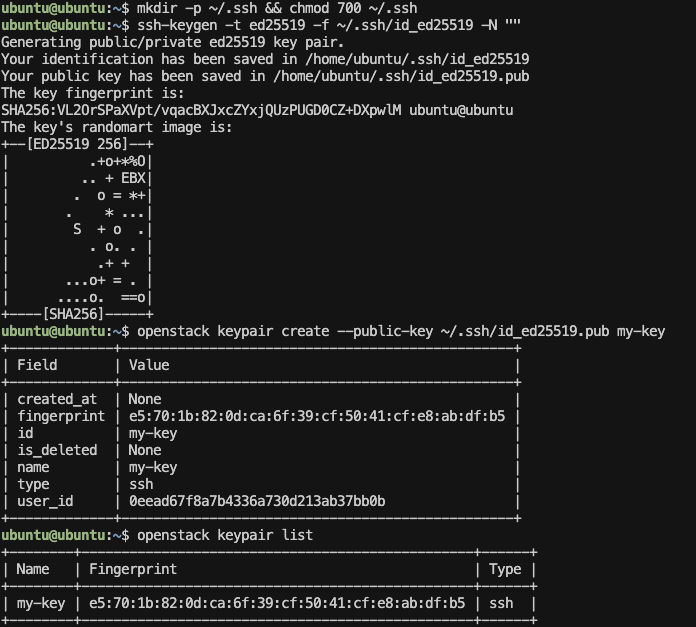 ubuntu@ubuntu:~$ mkdir -p ~/.ssh && chmod 700 ~/.ssh
ubuntu@ubuntu:~$ ssh-keygen -t ed25519 -f ~/.ssh/id_ed25519 -N ""
Generating public/private ed25519 key pair.
Your identification has been saved in /home/ubuntu/.ssh/id_ed25519
Your public key has been saved in /home/ubuntu/.ssh/id_ed25519.pub
The key fingerprint is:
SHA256:VL2OrSPaXVpt/vqacBXJxcZYxjQUzPUGD0CZ+DXpwlM ubuntu@ubuntu
The key's randomart image is:
+--[ED25519 256]--+
|          .+o+*%O|
|         .. + EBX|
|        .  o = *+|
|       .    * ...|
|        S  + o  .|
|          . o. . |
|           .+ +  |
|       ...o+ = . |
|      ....o.  ==o|
+----[SHA256]-----+
ubuntu@ubuntu:~$ openstack keypair create --public-key ~/.ssh/id_ed25519.pub my-key
+-------------+-------------------------------------------------+
| Field       | Value                                           |
+-------------+-------------------------------------------------+
| created_at  | None                                            |
| fingerprint | e5:70:1b:82:0d:ca:6f:39:cf:50:41:cf:e8:ab:df:b5 |
| id          | my-key                                          |
| is_deleted  | None                                            |
| name        | my-key                                          |
| type        | ssh                                             |
| user_id     | 0eead67f8a7b4336a730d213ab37bb0b                |
+-------------+-------------------------------------------------+
ubuntu@ubuntu:~$ openstack keypair list
+--------+-------------------------------------------------+------+
| Name   | Fingerprint                                     | Type |
+--------+-------------------------------------------------+------+
| my-key | e5:70:1b:82:0d:ca:6f:39:cf:50:41:cf:e8:ab:df:b5 | ssh  |
+--------+-------------------------------------------------+------+